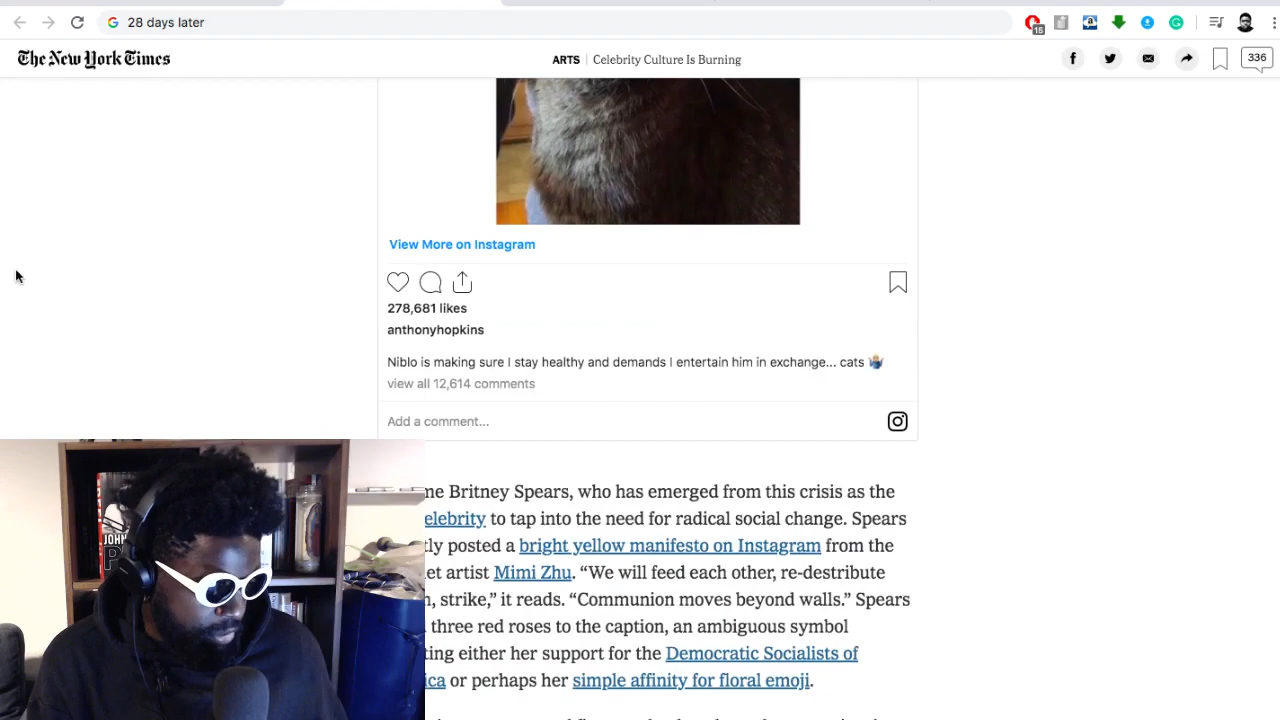 28 days later
15
The New York Times
ARTS | Celebrity Culture Is Burning
336
View More on Instagram
278,681 likes
anthonyhopkins
Niblo is making sure I stay healthy and demands I entertain him in exchange... cats 🤷‍♂️
view all 12,614 comments
Add a comment...
me Britney Spears, who has emerged from this crisis as the
elebrity to tap into the need for radical social change. Spears
tly posted a bright yellow manifesto on Instagram from the
et artist Mimi Zhu. “We will feed each other, re-destribute
, strike,” it reads. “Communion moves beyond walls.” Spears
three red roses to the caption, an ambiguous symbol
ting either her support for the Democratic Socialists of
ica or perhaps her simple affinity for floral emoji.
JOHN